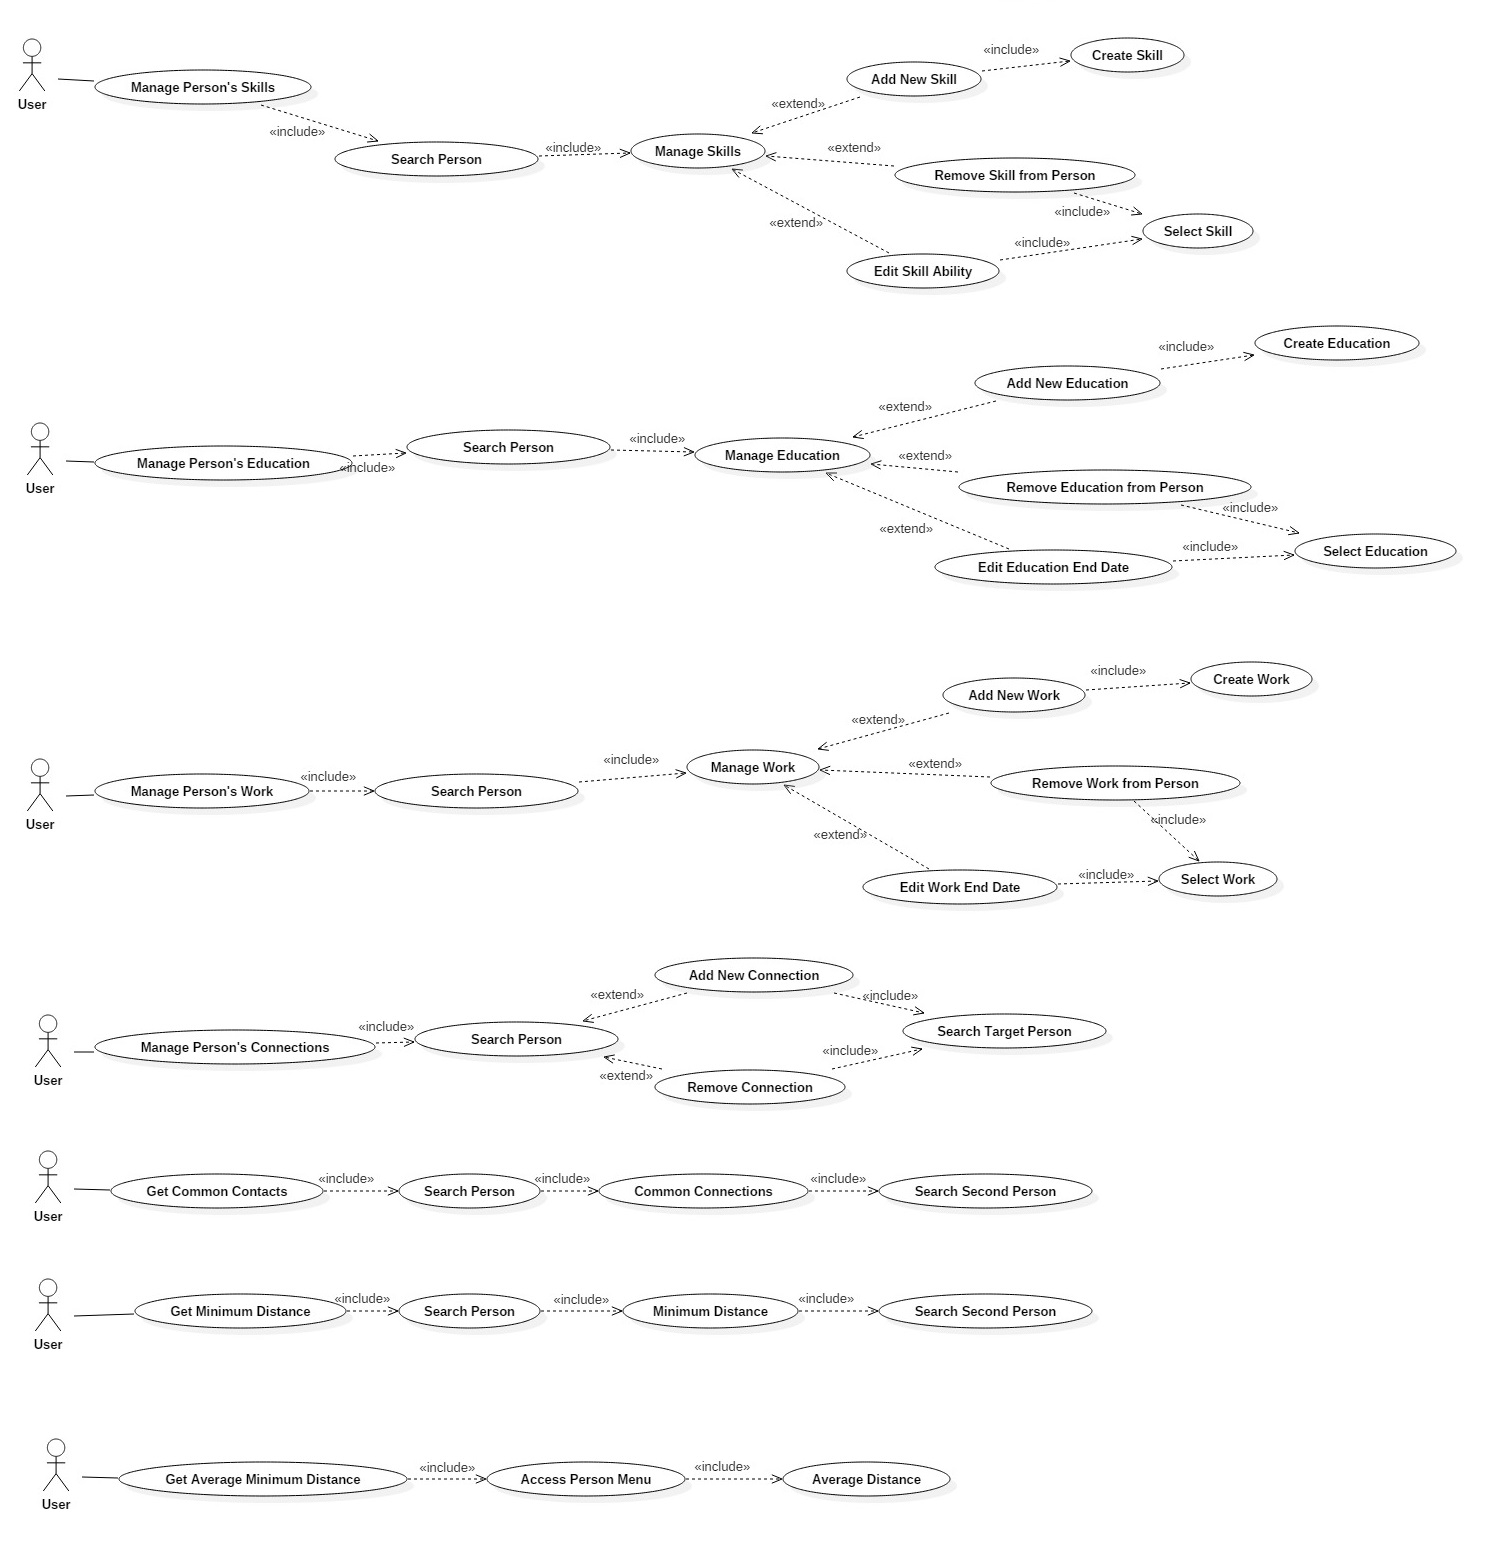 «include»
Create Skill
Add New Skill
User
Manage Person's Skills
«extend»
«include»
Search Person
«include»
Manage Skills
«extend»
Remove Skill from Person
«include»
«extend»
Select Skill
«include»
Edit Skill Ability
Create Education
«include»
Add New Education
«extend»
Search Person
«include»
User
Manage Person's Education
«include»
Manage Education
«extend»
Remove Education from Person
«include»
«extend»
«include»
Select Education
Edit Education End Date
«include»
Create Work
Add New Work
«extend»
User
Manage Person's Work
«include»
Search Person
«include»
Manage Work
«extend»
Remove Work from Person
«include»
«extend»
«include»
Select Work
Edit Work End Date
Add New Connection
«extend»
«include»
User
Manage Person's Connections
«include»
Search Person
Search Target Person
«include»
«extend»
Remove Connection
User
Get Common Contacts
«include»
Search Person
«include»
Common Connections
«include»
Search Second Person
User
Get Minimum Distance
«include»
Search Person
«include»
Minimum Distance
«include»
Search Second Person
User
Get Average Minimum Distance
«include»
Access Person Menu
«include»
Average Distance